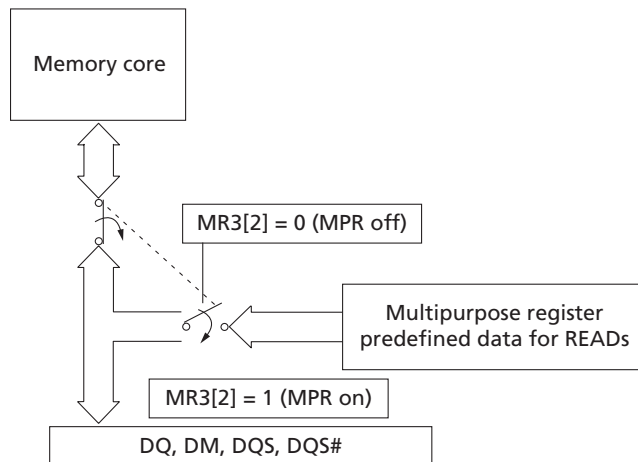 Memory core
MR3[2] = 0 (MPR off)
Multipurpose register
predefined data for READs
MR3[2] = 1 (MPR on)
DQ, DM, DQS, DQS#